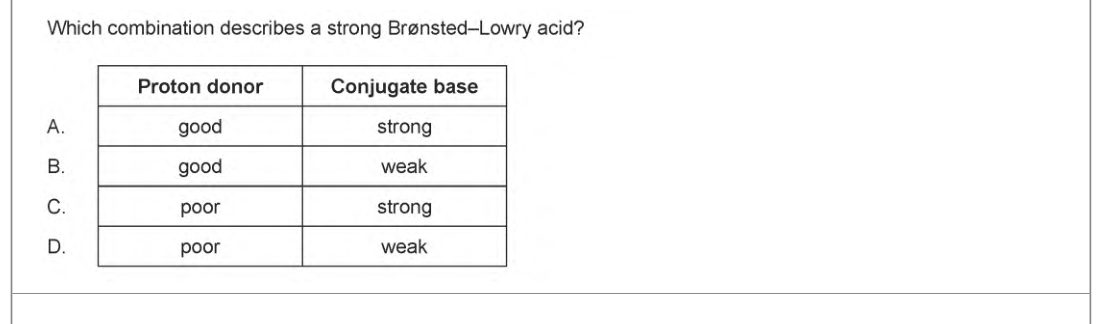 Which combination describes a strong Brønsted–Lowry acid?
Proton donor Conjugate base
A. good strong
B. good weak
C. poor strong
D. poor weak